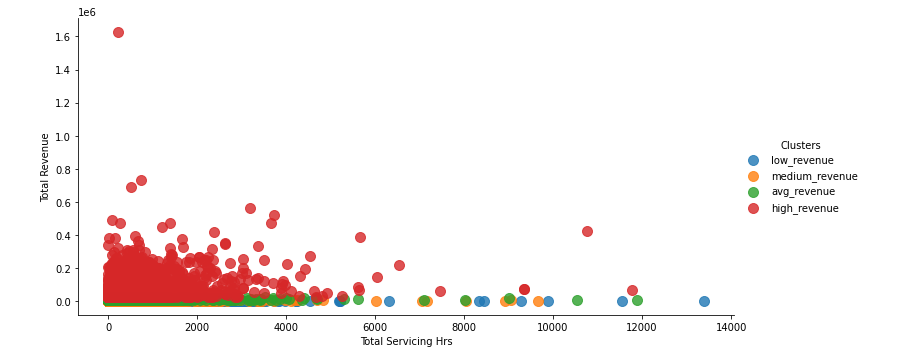 1e6
1.6
1.4
1.2
1.0
0.8
0.6
0.4
0.2
0.0
Total Revenue
0 2000 4000 6000 8000 10000 12000 14000
Total Servicing Hrs
Clusters
low_revenue
medium_revenue
avg_revenue
high_revenue